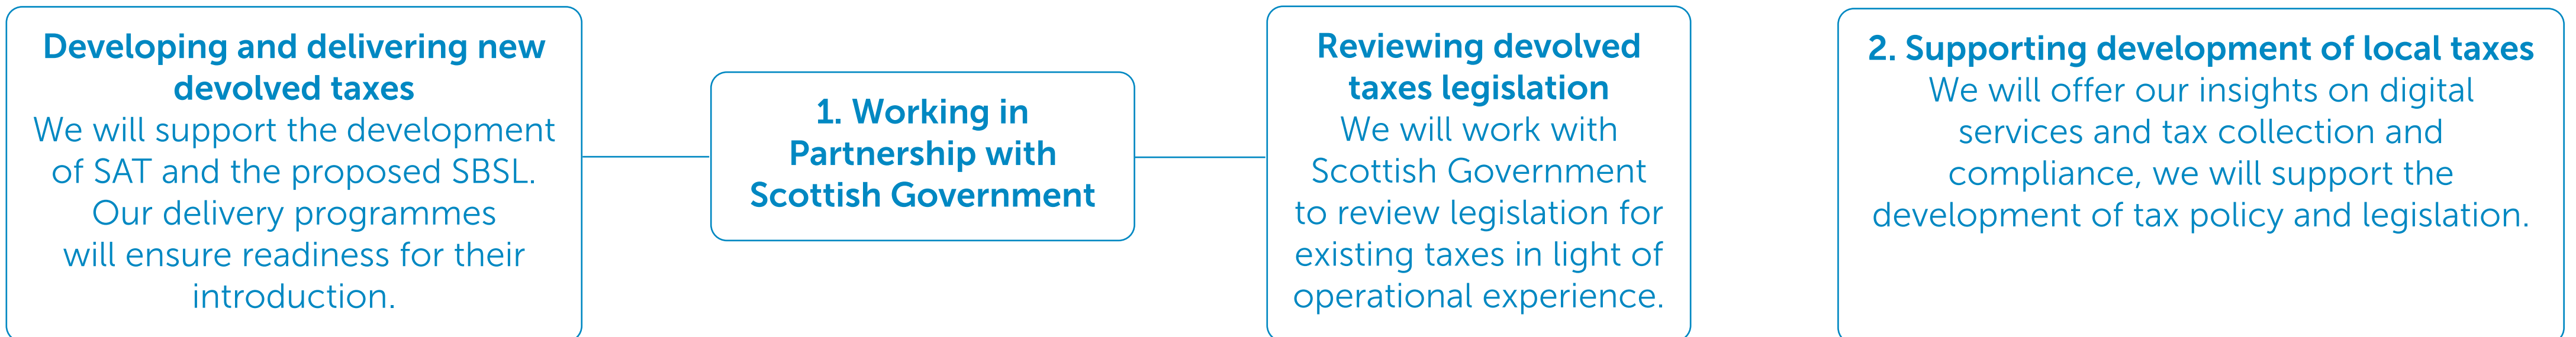 Developing and delivering new
devolved taxes
We will support the development
of SAT and the proposed SBSL.
Our delivery programmes
will ensure readiness for their
introduction.
1. Working in
Partnership with
Scottish Government
Reviewing devolved
taxes legislation
We will work with
Scottish Government
to review legislation for
existing taxes in light of
operational experience.
2. Supporting development of local taxes
We will offer our insights on digital
services and tax collection and
compliance, we will support the
development of tax policy and legislation.